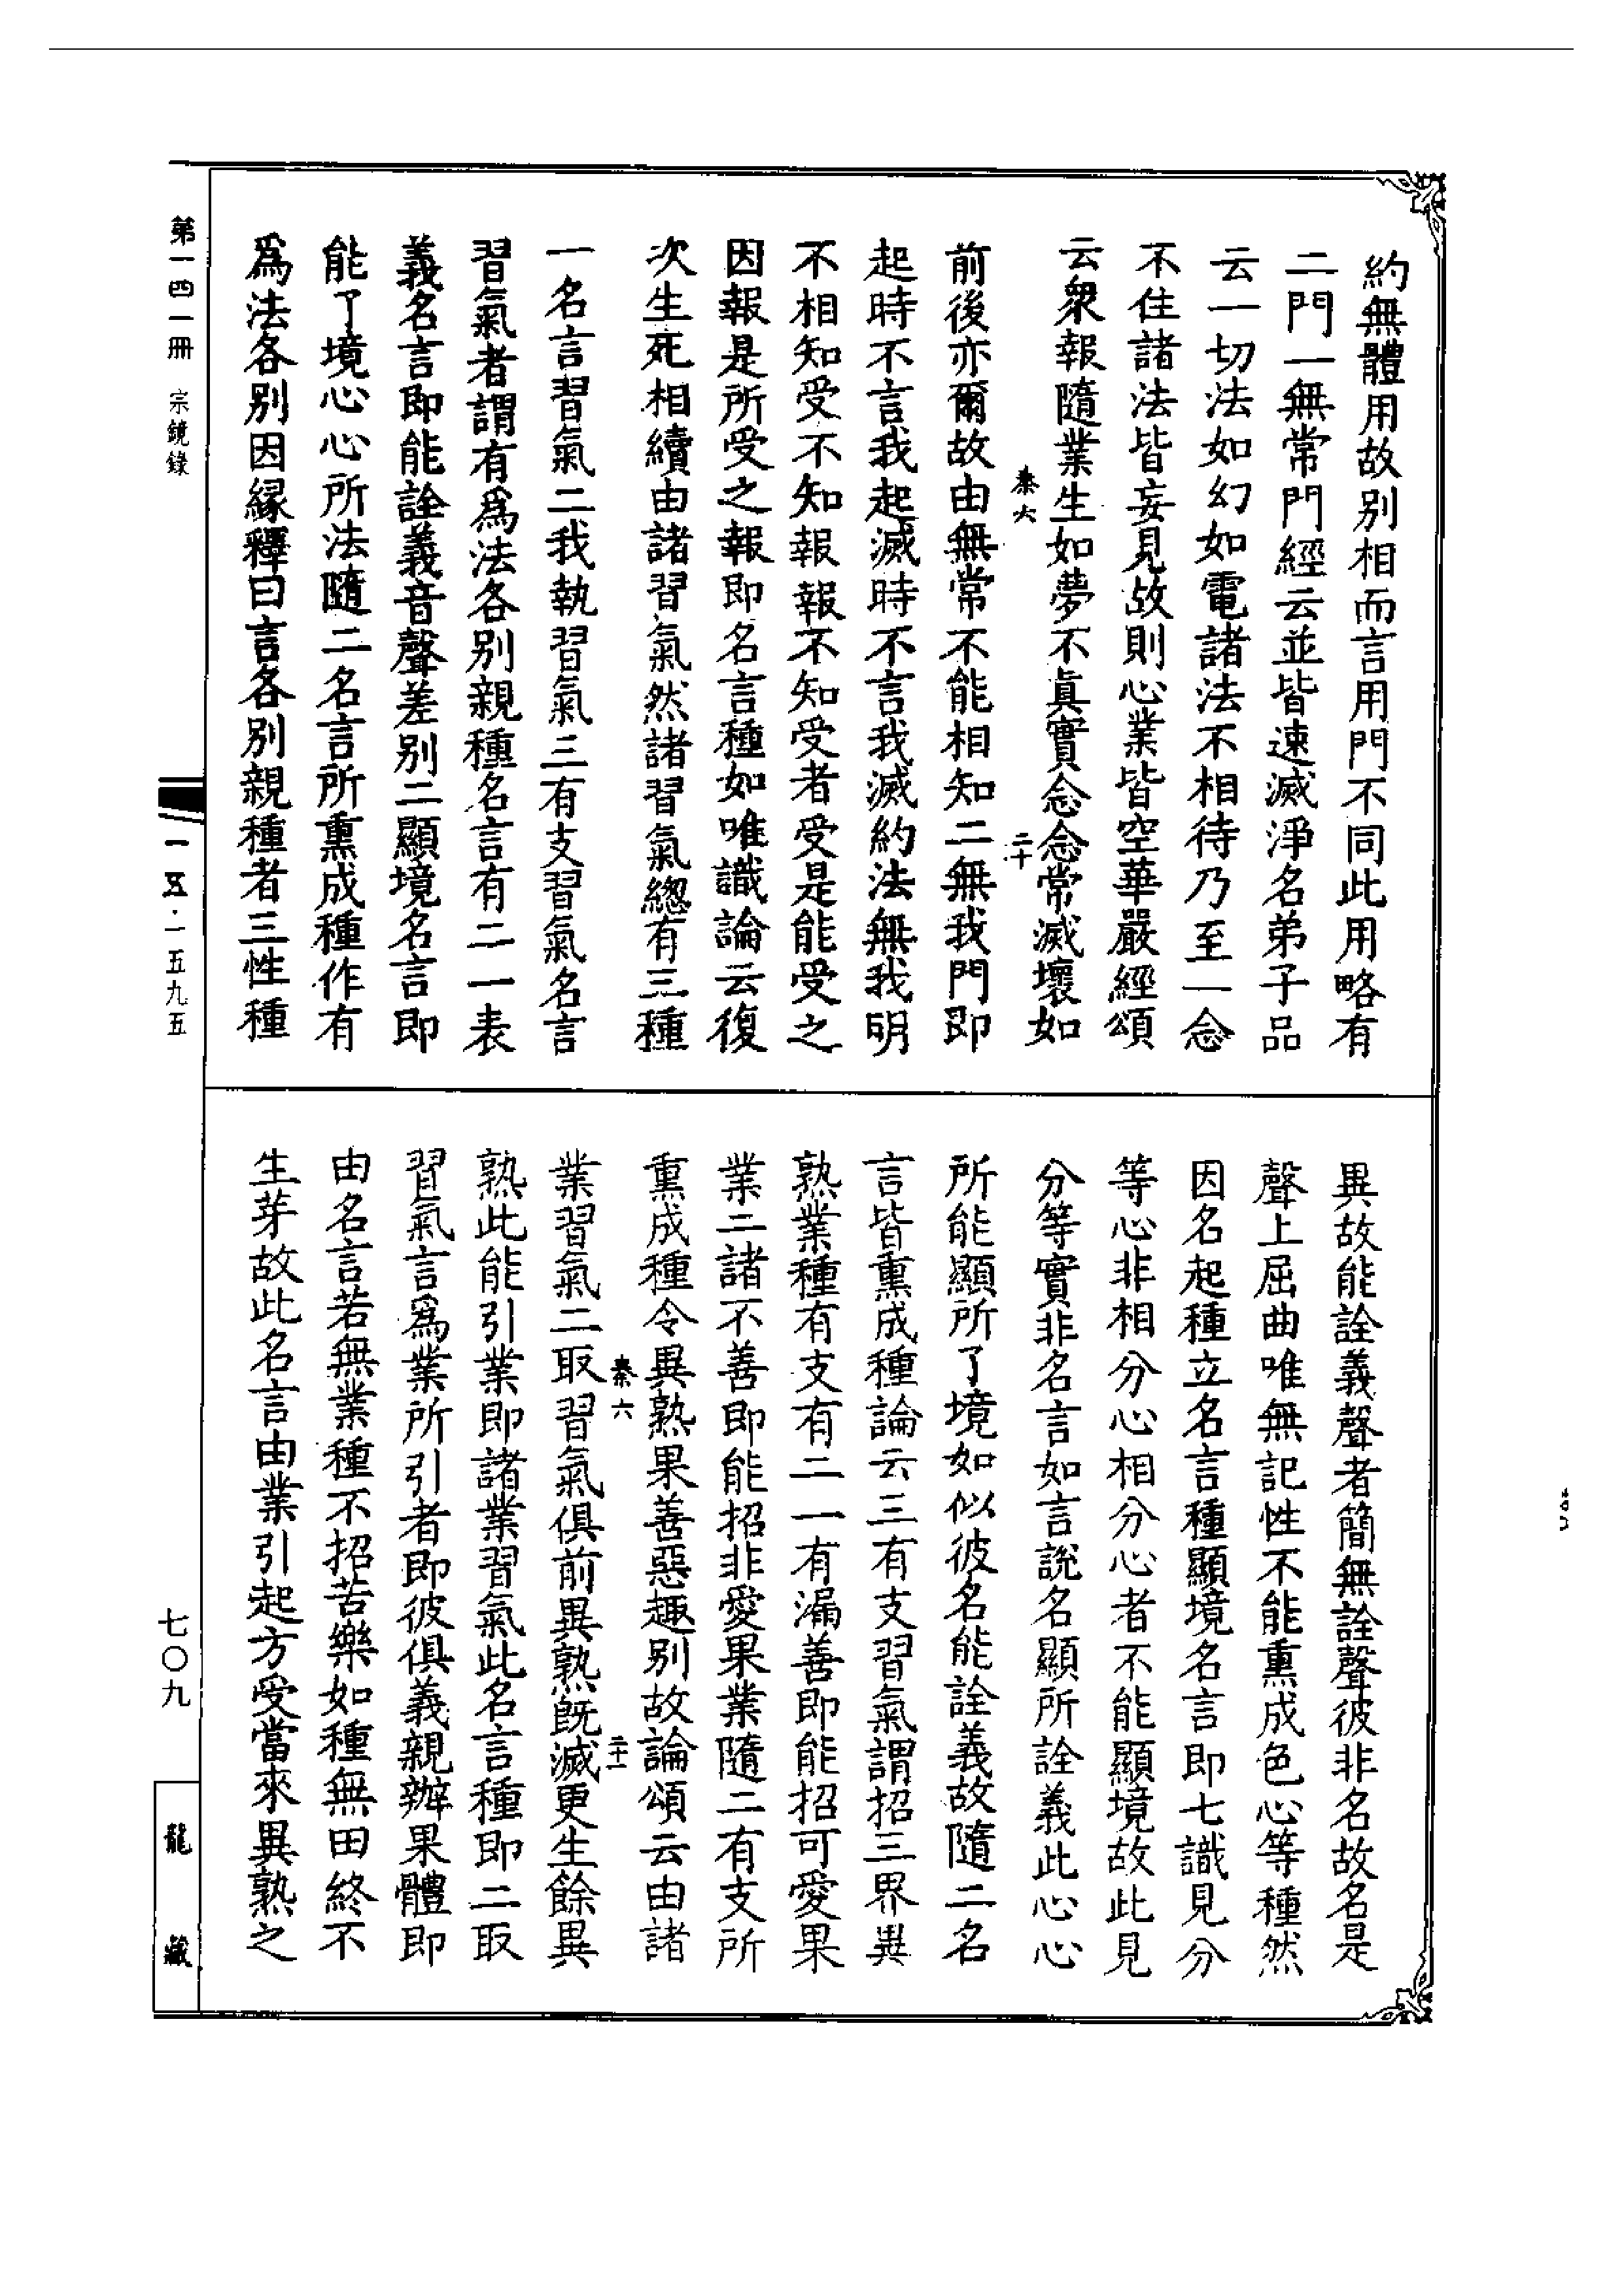 約無體用故别相而言用門不同此用略有
二門一無常門經云並皆速滅淨名弟子品
云一切法如幻如電諸法不相待乃至一念
不住諸法皆妄見故則心業皆空華嚴經頌
云衆報隨業生如夢不眞實念念常滅壞如
秦六
二十
前後亦爾故由無常不能相知二無我門即
起時不言我起滅時不言我滅約法無我明
不相知受不知報報不知受者受是能受之
因報是所受之報即名言種如唯識論云復
次生死相續由諸習氣然諸習氣緫有三種
一名言習氣二我執習氣三有支習氣名言
習氣者謂有爲法各别親種名言有二一表
義名言即能詮義音聲差别二顯境名言即
能了境心心所法隨二名言所熏成種作有
爲法各别因緣釋曰言各别親種者三性種
異故能詮義聲者簡無詮聲彼非名故名是
聲上屈曲唯無記性不能熏成色心等種然
因名起種立名言種顯境名言即七識見分
等心非相分心相分心者不能顯境故此見
分等實非名言如言說名顯所詮義此心心
所能顯所了境如似彼名能詮義故隨二名
言皆熏成種論云三有支習氣謂招三界異
熟業種有支有二一有漏善即能招可愛果
業二諸不善即能招非愛果業隨二有支所
熏成種令異熟果善惡趣别故論頌云由諸
秦六
二十一
業習氣二取習氣俱前異熟既滅更生餘異
熟此能引業即諸業習氣此名言種即二取
習氣言爲業所引者即彼俱義親辦果體即
由名言若無業種不招苦樂如種無田終不
生芽故此名言由業引起方受當來異熟之
第一四一冊 宗鏡錄
一五·一五九五
七〇九
龍藏